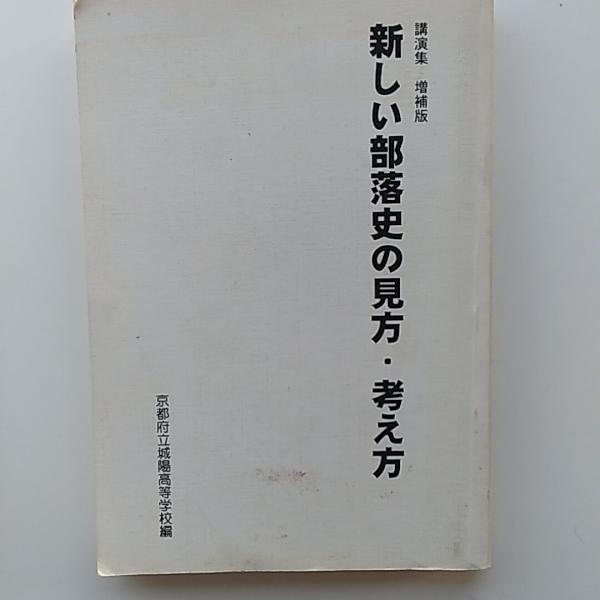 講演集 増補版
新しい部落史の見方・考え方
京都府立城陽高等学校編